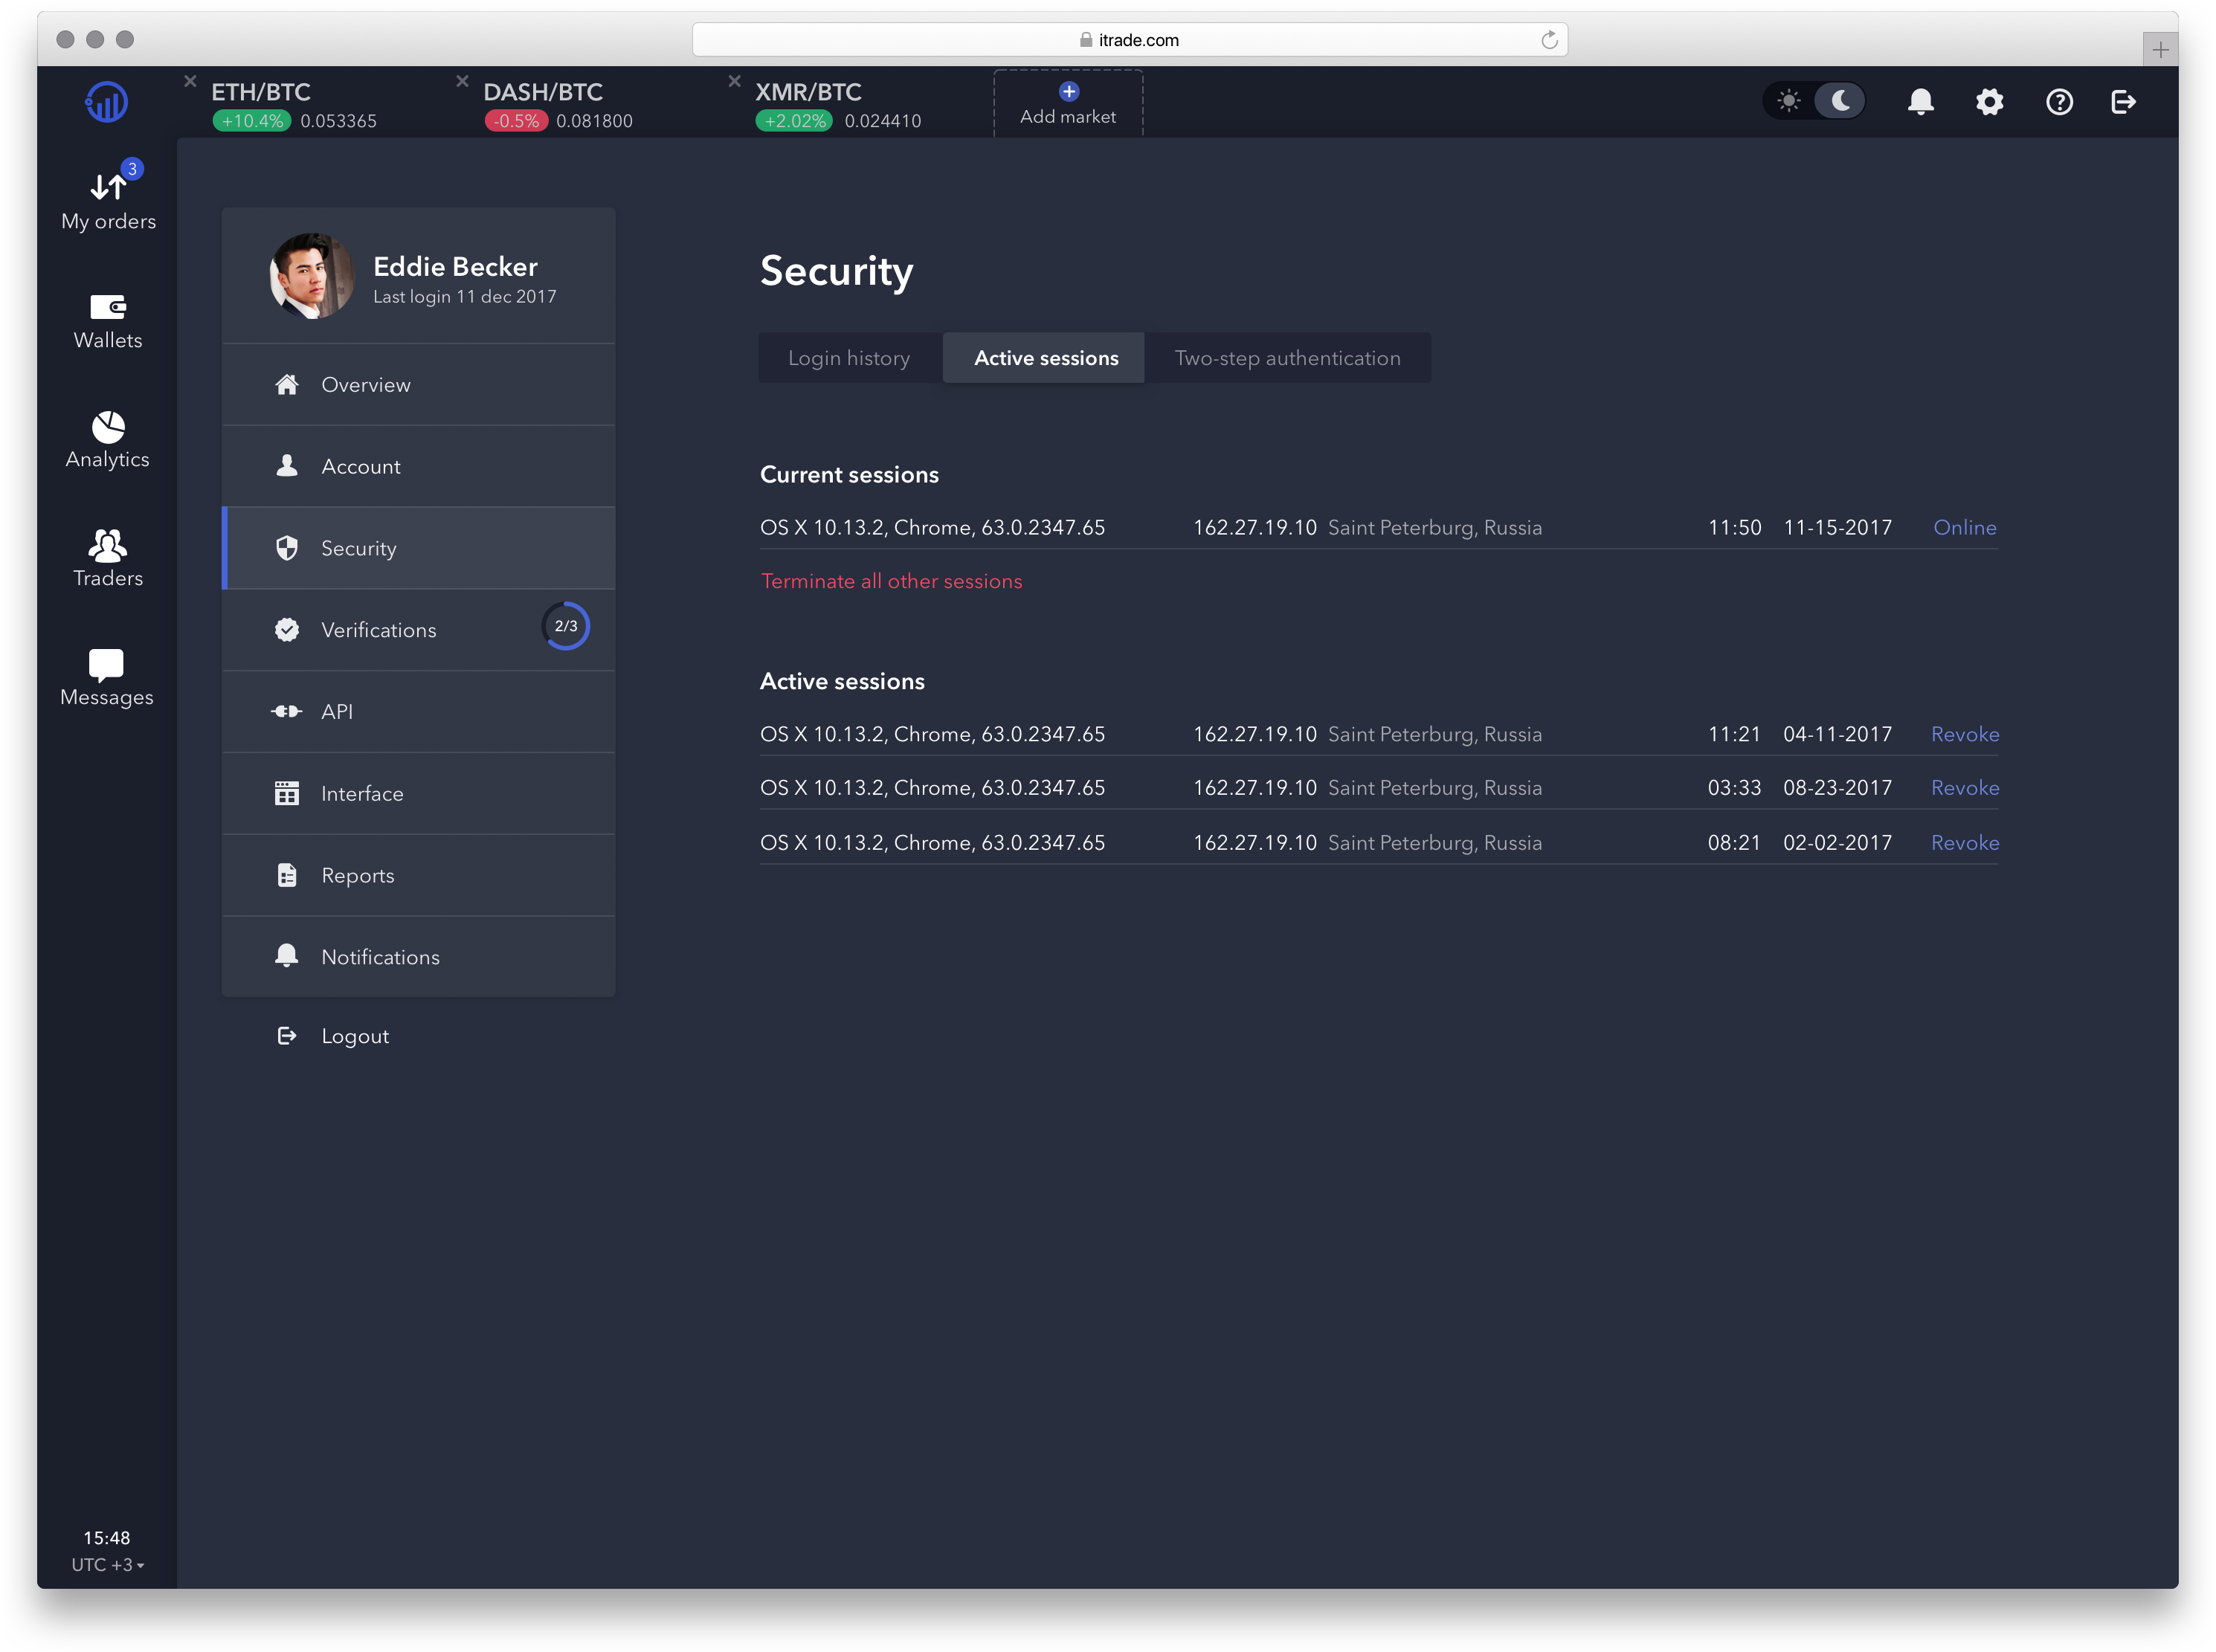 itrade.com
ETH/BTC
+10.4% 0.053365
DASH/BTC
-0.5% 0.081800
XMR/BTC
+2.02% 0.024410
Add market
3
My orders
Wallets
Analytics
Traders
Messages
15:48
UTC +3
Eddie Becker
Last login 11 dec 2017
Overview
Account
Security
Verifications 2/3
API
Interface
Reports
Notifications
Logout
Security
Login history Active sessions Two-step authentication
Current sessions
OS X 10.13.2, Chrome, 63.0.2347.65 162.27.19.10 Saint Peterburg, Russia 11:50 11-15-2017 Online
Terminate all other sessions
Active sessions
OS X 10.13.2, Chrome, 63.0.2347.65 162.27.19.10 Saint Peterburg, Russia 11:21 04-11-2017 Revoke
OS X 10.13.2, Chrome, 63.0.2347.65 162.27.19.10 Saint Peterburg, Russia 03:33 08-23-2017 Revoke
OS X 10.13.2, Chrome, 63.0.2347.65 162.27.19.10 Saint Peterburg, Russia 08:21 02-02-2017 Revoke